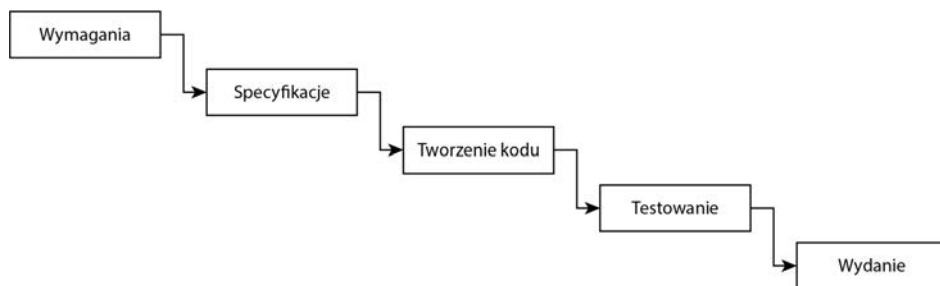 Wymagania
Specyfikacje
Tworzenie kodu
Testowanie
Wydanie